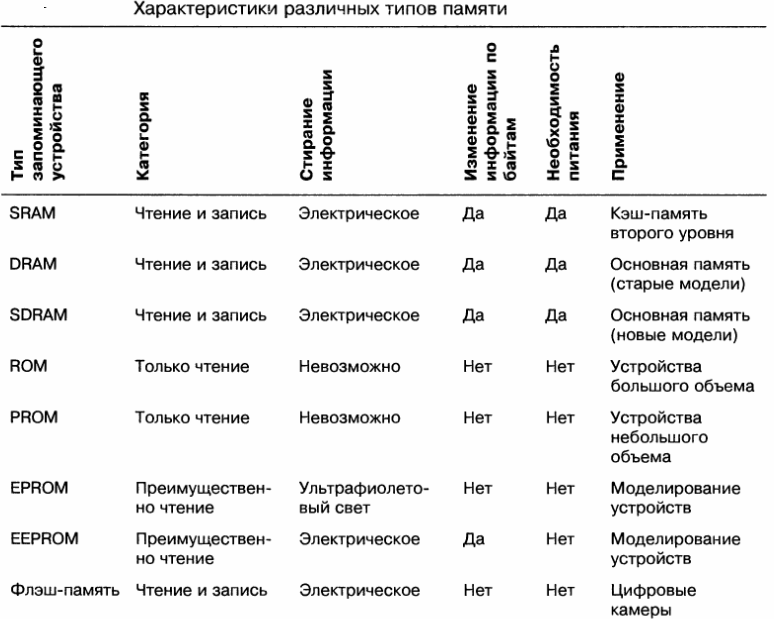 Характеристики различных типов памяти
Тип
запоминающего
устройства
Категория
Стирание
информации
Изменение
информации по
байтам
Необходимость
питания
Применение
SRAM Чтение и запись Электрическое Да Да Кэш-память
второго уровня
DRAM Чтение и запись Электрическое Да Да Основная память
(старые модели)
SDRAM Чтение и запись Электрическое Да Да Основная память
(новые модели)
ROM Только чтение Невозможно Нет Нет Устройства
большого объема
PROM Только чтение Невозможно Нет Нет Устройства
небольшого
объема
EPROM Преимуществен- Ультрафиолето- Нет Нет Моделирование
но чтение вый свет устройств
EEPROM Преимуществен- Электрическое Да Нет Моделирование
но чтение устройств
Флэш-память Чтение и запись Электрическое Нет Нет Цифровые
камеры